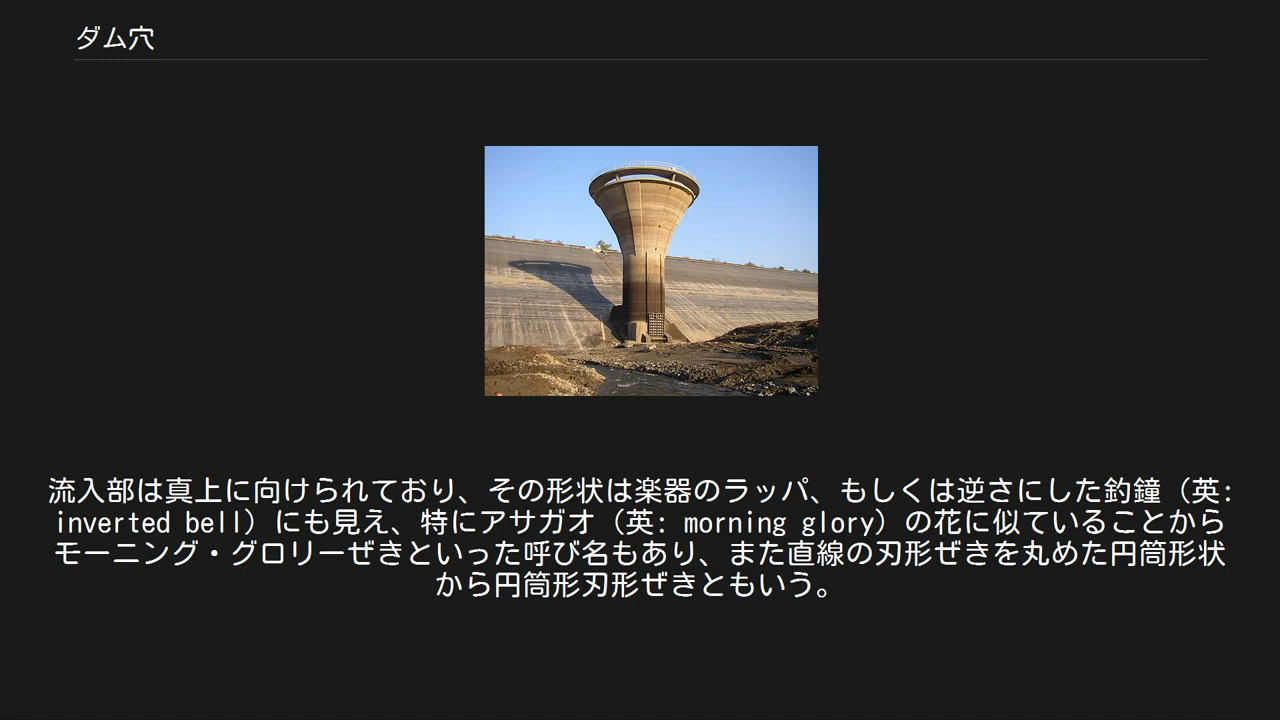 ダム穴
流入部は真上に向けられており、その形状は楽器のラッパ、もしくは逆さにした釣鐘（英:
inverted bell）にも見え、特にアサガオ（英: morning glory）の花に似ていることから
モーニング・グロリーぜきといった呼び名もあり、また直線の刃形ぜきを丸めた円筒形状
から円筒形刃形ぜきともいう。